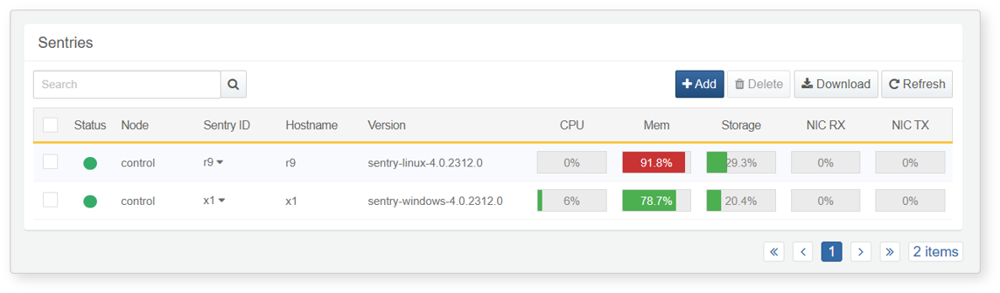 Sentries
Search
Add Delete Download Refresh
Status Node Sentry ID Hostname Version CPU Mem Storage NIC RX NIC TX
control r9 r9 sentry-linux-4.0.2312.0 0% 91.8% 29.3% 0% 0%
control x1 x1 sentry-windows-4.0.2312.0 6% 78.7% 20.4% 0% 0%
« ‹ 1 › » 2 items